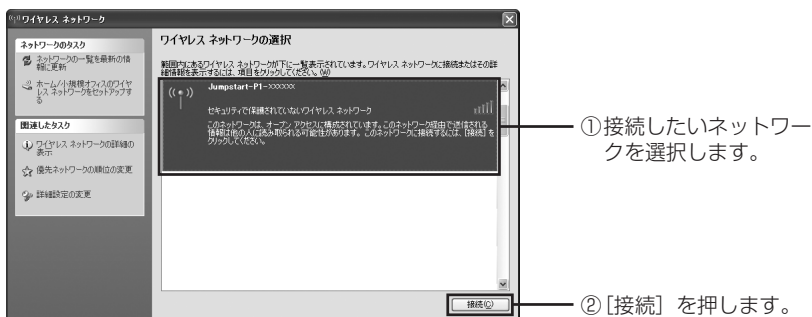 ワイヤレス ネットワーク
ネットワークのタスク
ネットワークの一覧を最新の情
報に更新
ホーム/小規模オフィスのワイヤ
レス ネットワークをセットアップす
る
関連したタスク
ワイヤレス ネットワークの詳細の
表示
優先ネットワークの順位の変更
詳細設定の変更
ワイヤレス ネットワークの選択
範囲内にあるワイヤレス ネットワークが下に一覧表示されています。ワイヤレス ネットワークに接続またはその詳
細情報を表示するには、項目をクリックしてください。(W)
Jumpstart-P1-xxxxxx
セキュリティで保護されていないワイヤレス ネットワーク
このネットワークは、オープン アクセスに構成されています。このネットワーク経由で送信される
情報は他の人に読み取られる可能性があります。このネットワークに接続するには、[接続] を
クリックしてください。
接続(C)
①接続したいネットワー
クを選択します。
②[接続] を押します。